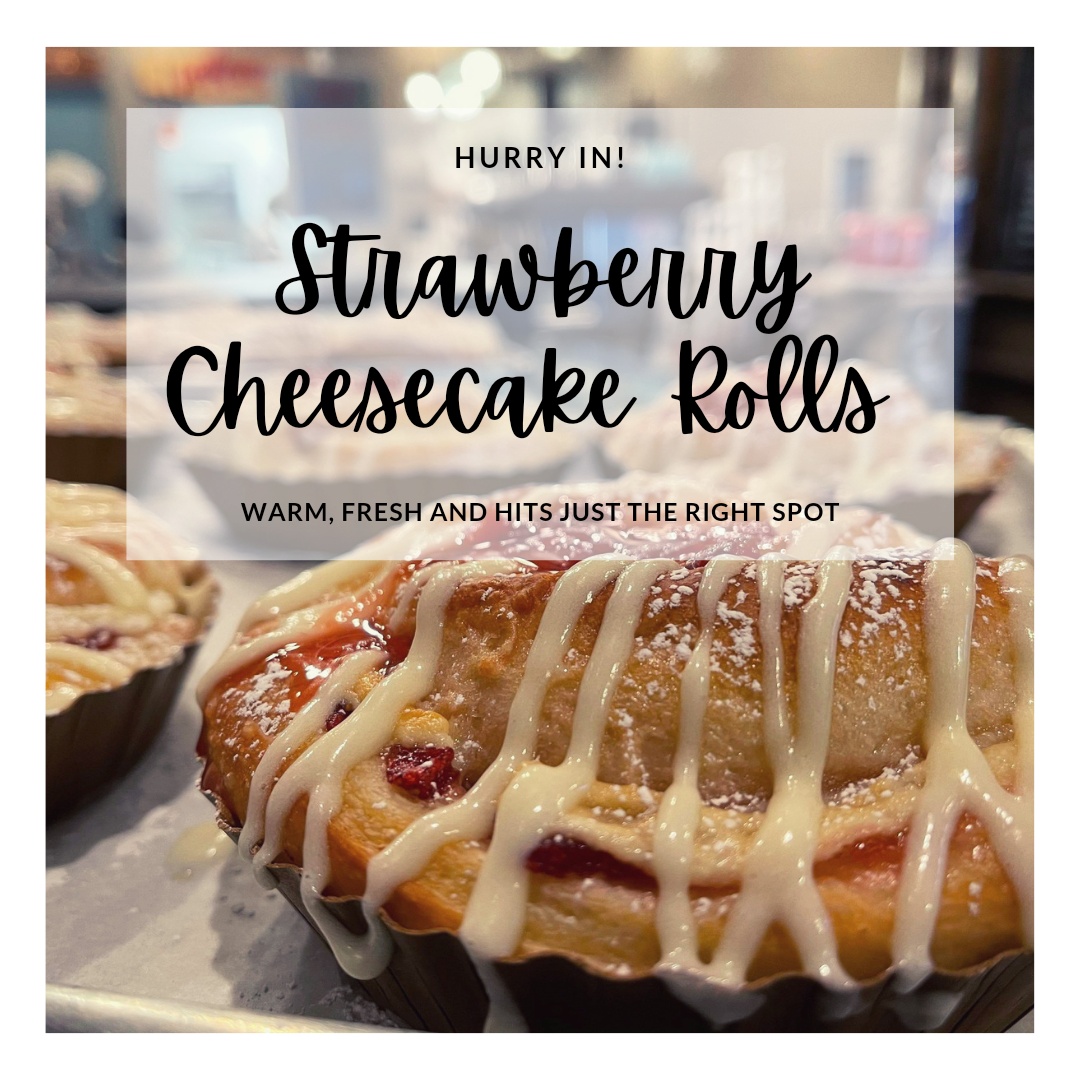 HURRY IN!
Strawberry
Cheesecake Rolls
WARM, FRESH AND HITS JUST THE RIGHT SPOT